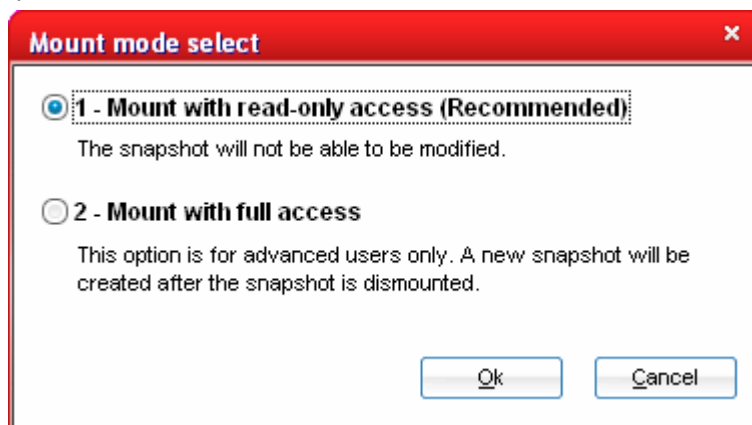 Mount mode select
1 - Mount with read-only access (Recommended)
The snapshot will not be able to be modified.
2 - Mount with full access
This option is for advanced users only. A new snapshot will be
created after the snapshot is dismounted.
Ok
Cancel